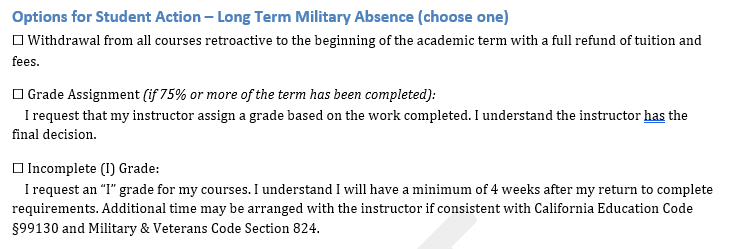 Options for Student Action – Long Term Military Absence (choose one)
☐ Withdrawal from all courses retroactive to the beginning of the academic term with a full refund of tuition and
fees.
☐ Grade Assignment (if 75% or more of the term has been completed):
I request that my instructor assign a grade based on the work completed. I understand the instructor has the
final decision.
☐ Incomplete (I) Grade:
I request an “I” grade for my courses. I understand I will have a minimum of 4 weeks after my return to complete
requirements. Additional time may be arranged with the instructor if consistent with California Education Code
§99130 and Military & Veterans Code Section 824.